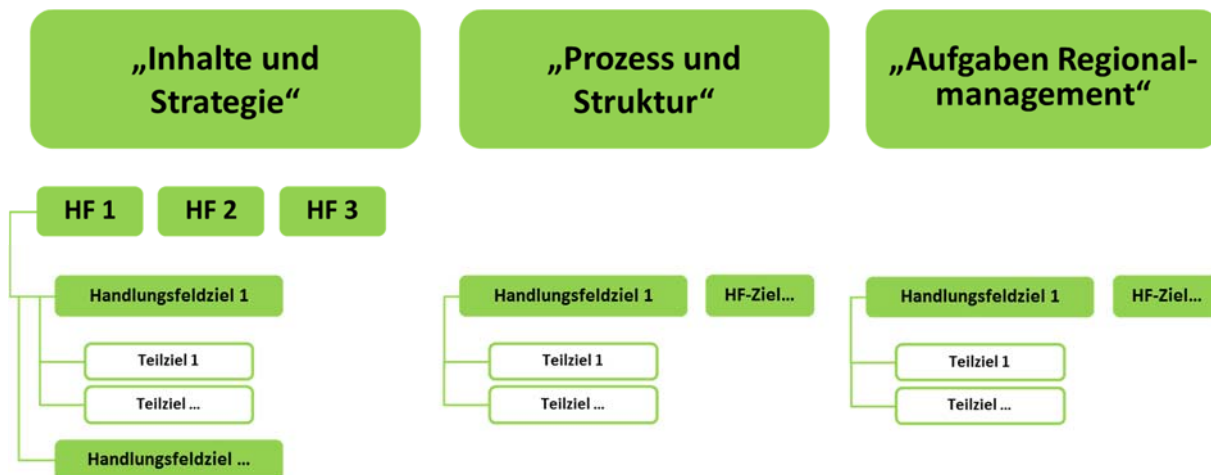 „Inhalte und
Strategie“
„Prozess und
Struktur“
„Aufgaben Regional-
management“
HF 1
HF 2
HF 3
Handlungsfeldziel 1
Teilziel 1
Teilziel ...
Handlungsfeldziel ...
Handlungsfeldziel 1
HF-Ziel...
Teilziel 1
Teilziel ...
Handlungsfeldziel 1
HF-Ziel...
Teilziel 1
Teilziel ...